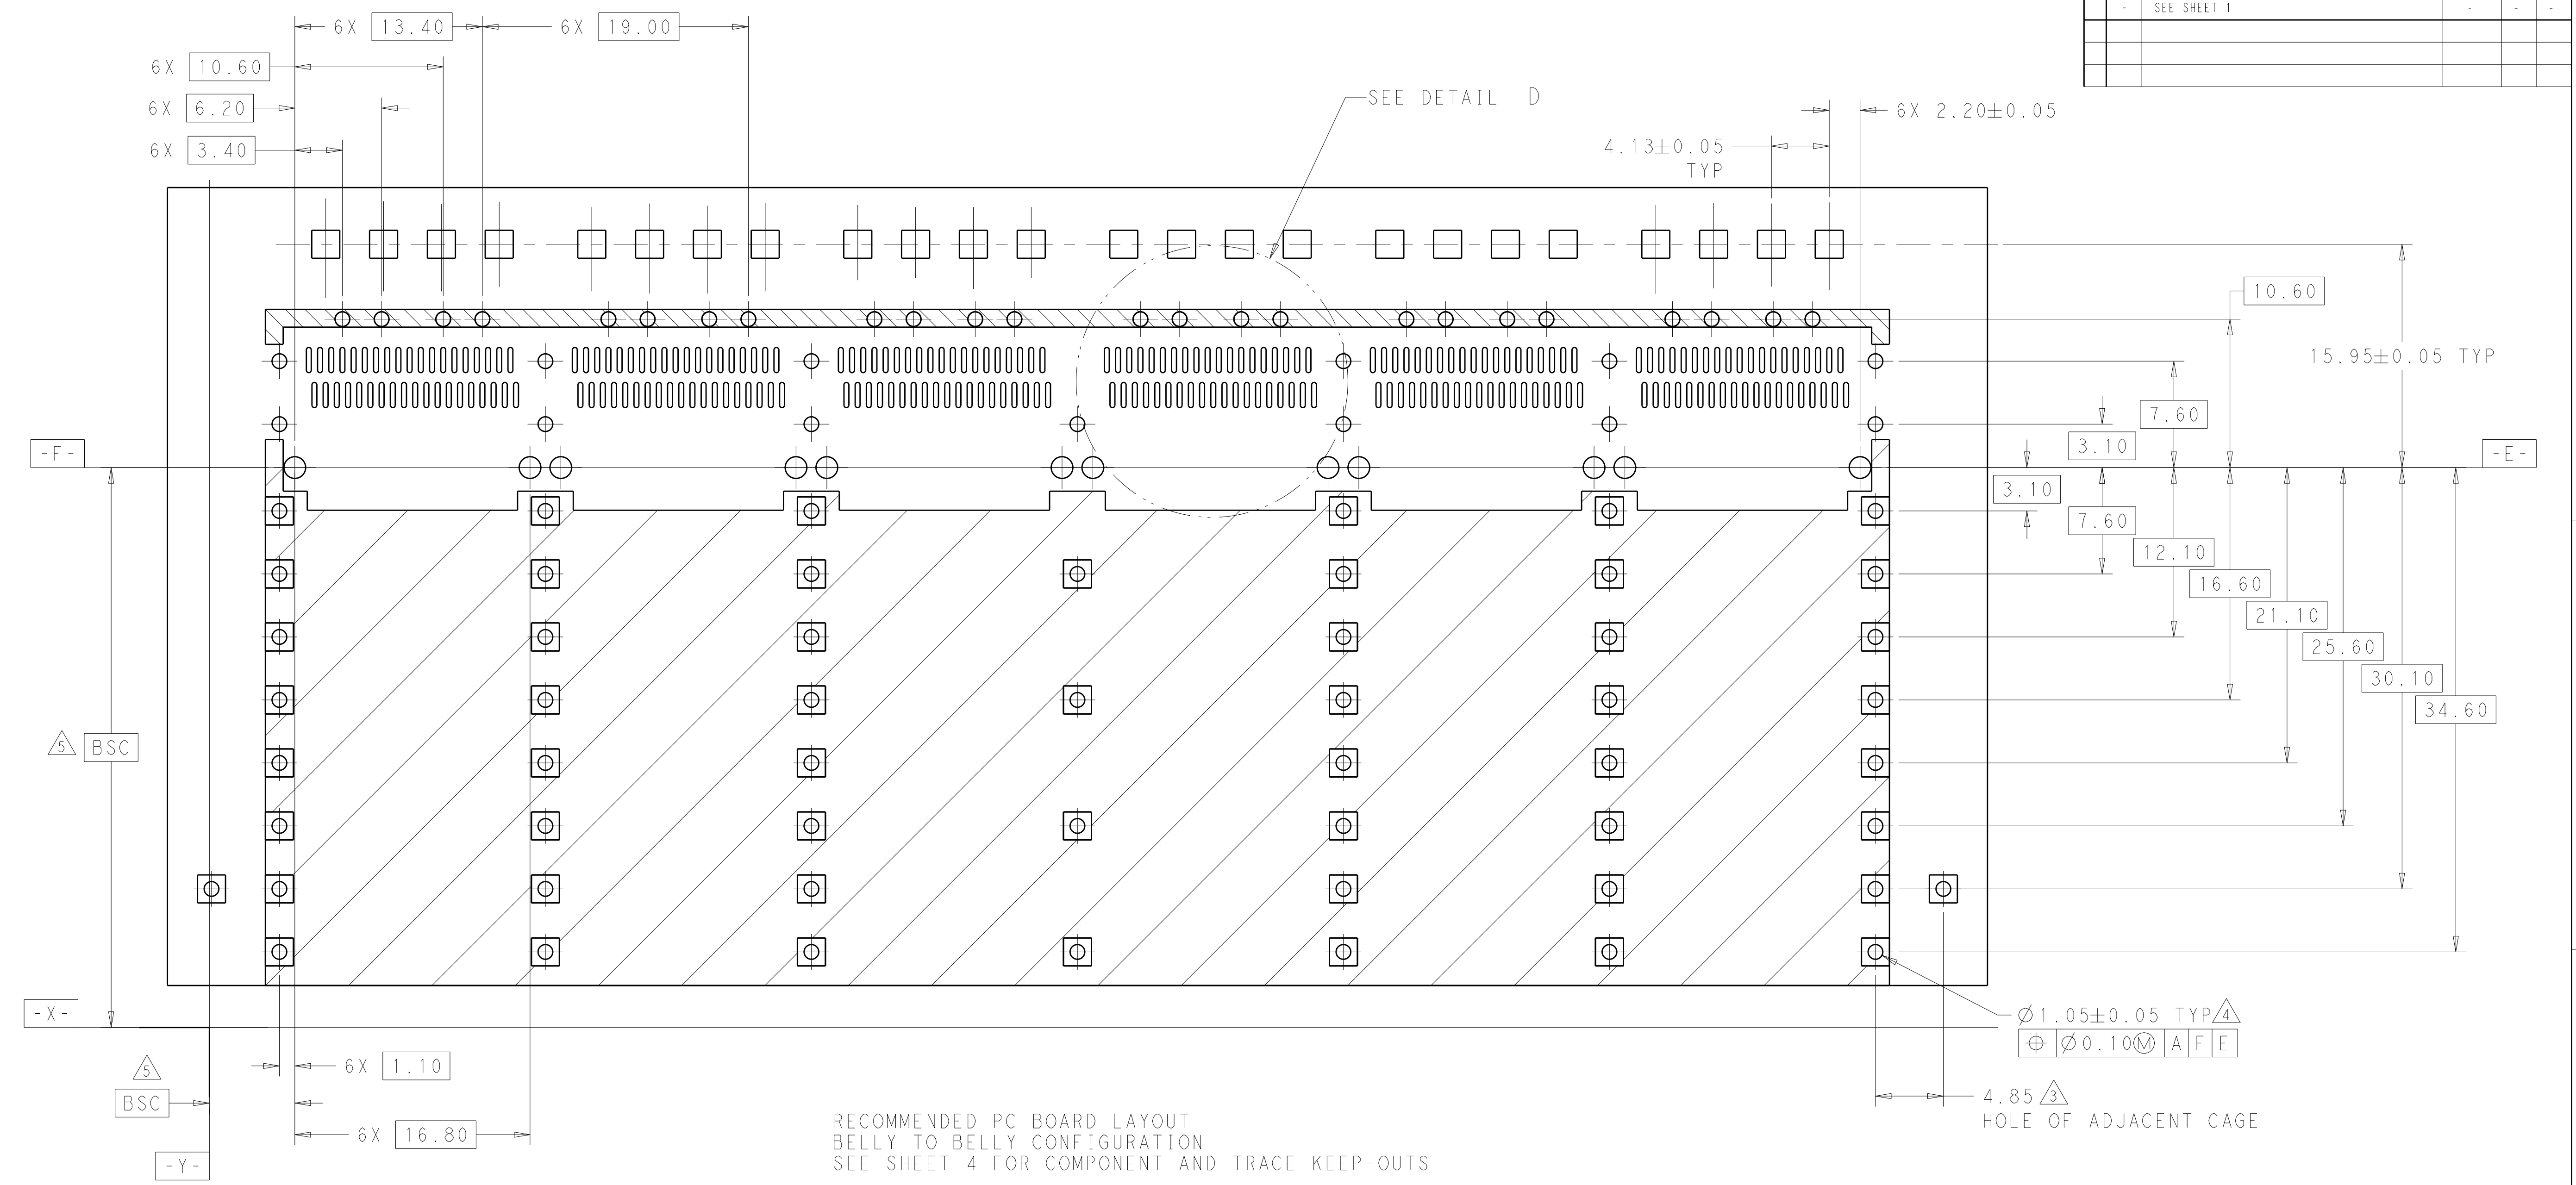 - SEE SHEET 1 - - -
6X 13.40 6X 19.00
6X 10.60
6X 6.20
6X 3.40
SEE DETAIL D
6X 2.20±0.05
4.13±0.05
TYP
10.60
15.95±0.05 TYP
7.60
3.10
-F-
-E-
3.10
7.60
12.10
16.60
21.10
25.60
30.10
34.60
5 BSC
-X-
Ø1.05±0.05 TYP 4
⌖ Ø0.10Ⓜ A F E
5
BSC
6X 1.10
6X 16.80
-Y-
4.85 3
HOLE OF ADJACENT CAGE
RECOMMENDED PC BOARD LAYOUT
BELLY TO BELLY CONFIGURATION
SEE SHEET 4 FOR COMPONENT AND TRACE KEEP-OUTS